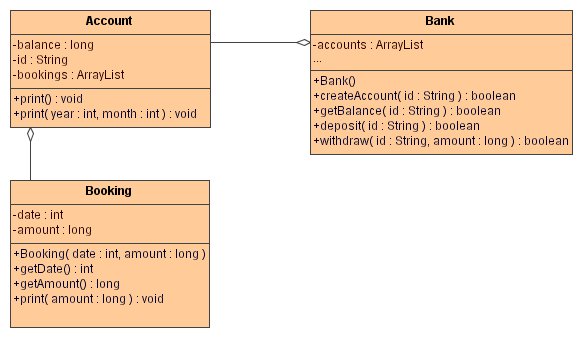 Account
-balance : long
-id : String
-bookings : ArrayList
+print() : void
+print( year : int, month : int ) : void
Bank
-accounts : ArrayList
...
+Bank()
+createAccount( id : String ) : boolean
+getBalance( id : String ) : boolean
+deposit( id : String ) : boolean
+withdraw( id : String, amount : long ) : boolean
Booking
-date : int
-amount : long
+Booking( date : int, amount : long )
+getDate() : int
+getAmount() : long
+print( amount : long ) : void